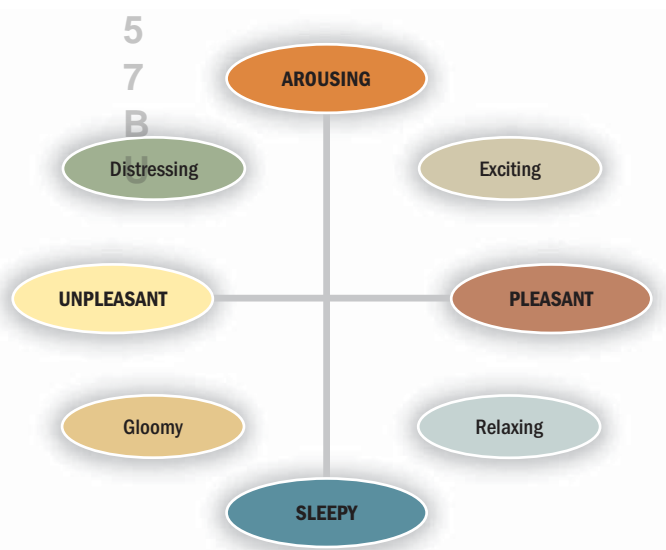 5
7
B
U
AROUSING
Distressing
Exciting
UNPLEASANT
PLEASANT
Gloomy
Relaxing
SLEEPY